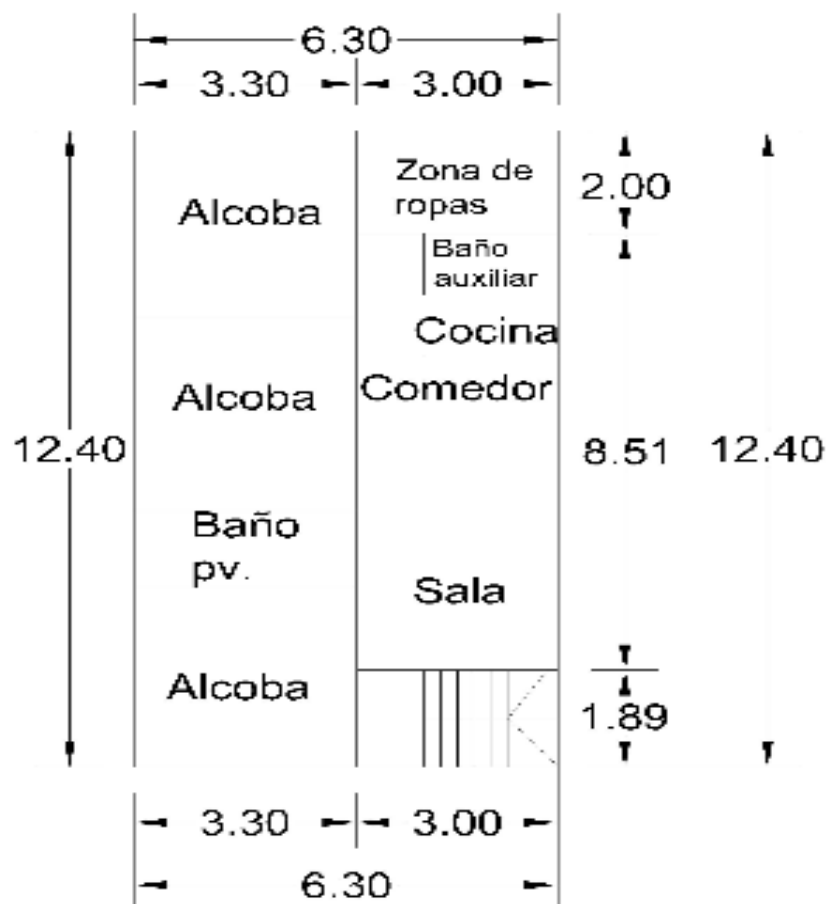 6.30
3.30 3.00
Zona de
ropas
2.00
Alcoba
Baño
auxiliar
Cocina
Comedor
Alcoba
12.40 8.51 12.40
Baño
pv.
Sala
Alcoba
1.89
3.30 3.00
6.30